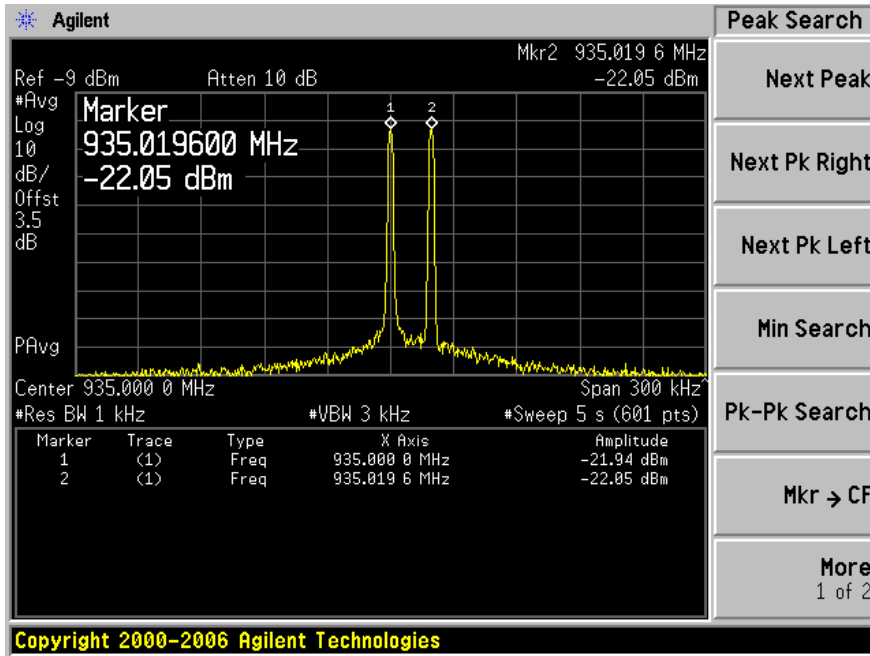 Agilent
Peak Search
Mkr2 935.019 6 MHz
Ref -9 dBm Atten 10 dB -22.05 dBm
#Avg
Log
10
dB/
Offst
3.5
dB
Marker
935.019600 MHz
-22.05 dBm
1 2
PAvg
Center 935.000 0 MHz Span 300 kHz^
#Res BW 1 kHz #VBW 3 kHz #Sweep 5 s (601 pts)
Marker Trace Type X Axis Amplitude
1 (1) Freq 935.000 0 MHz -21.94 dBm
2 (1) Freq 935.019 6 MHz -22.05 dBm
Next Peak
Next Pk Right
Next Pk Left
Min Search
Pk-Pk Search
Mkr → CF
More
1 of 2
Copyright 2000-2006 Agilent Technologies